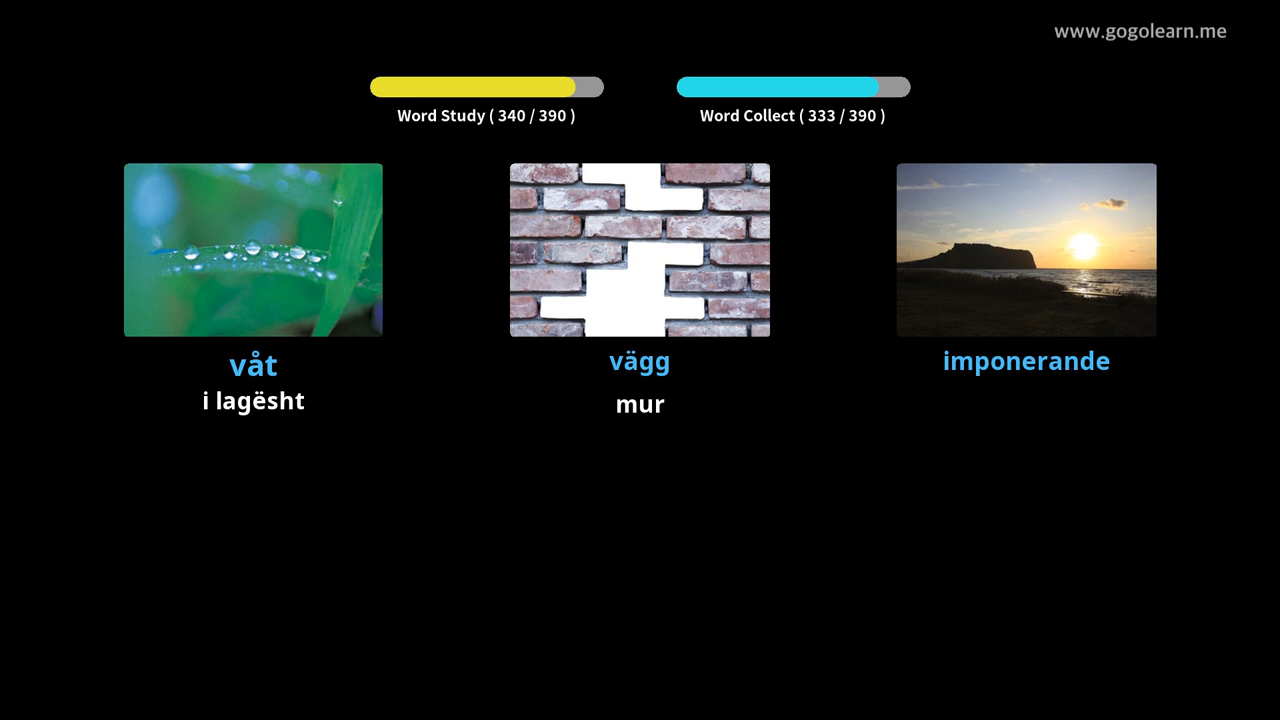 www.gogolearn.me
Word Study ( 340 / 390 )
Word Collect ( 333 / 390 )
våt
i lagësht
vägg
mur
imponerande